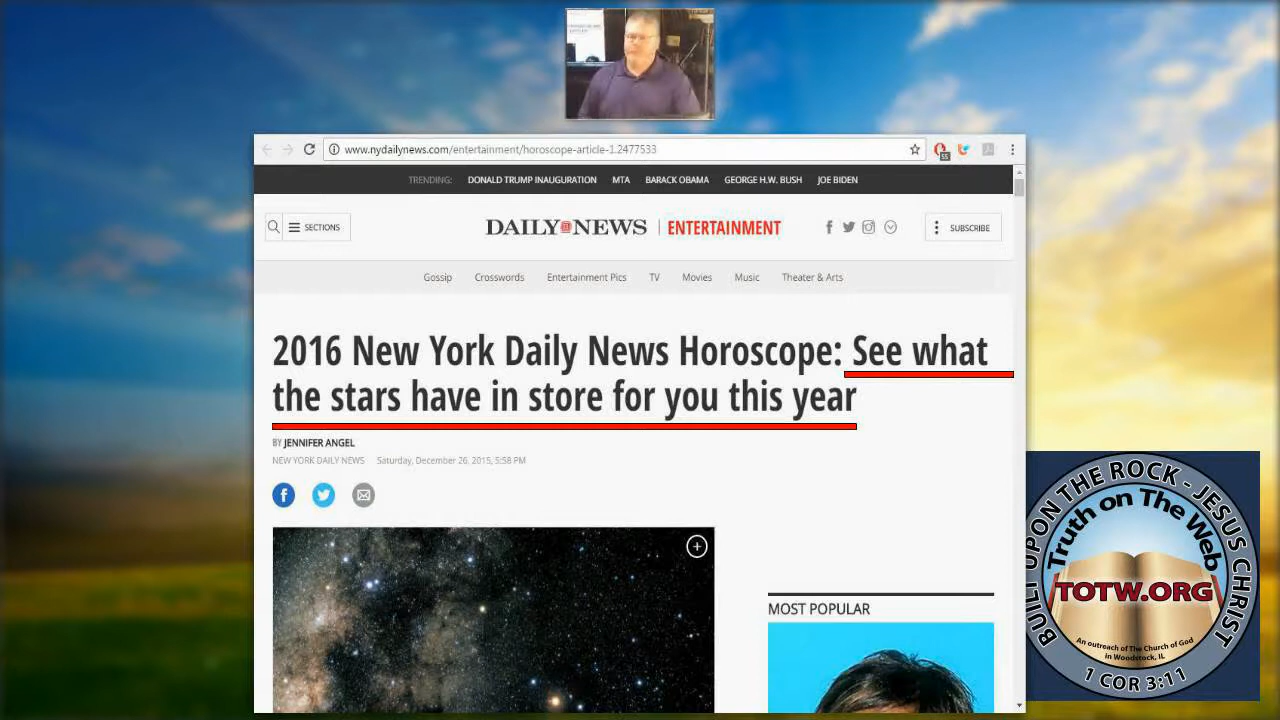 www.nydailynews.com/entertainment/horoscope-article-1.2477533
55
TRENDING: DONALD TRUMP INAUGURATION MTA BARACK OBAMA GEORGE H.W. BUSH JOE BIDEN
SECTIONS
DAILY NEWS | ENTERTAINMENT
SUBSCRIBE
Gossip Crosswords Entertainment Pics TV Movies Music Theater & Arts
2016 New York Daily News Horoscope: See what
the stars have in store for you this year
BY JENNIFER ANGEL
NEW YORK DAILY NEWS Saturday, December 26, 2015, 5:58 PM
MOST POPULAR
BUILT UPON THE ROCK - JESUS CHRIST
Truth on The Web
TOTW.ORG
An outreach of The Church of God
in Woodstock, IL
1 COR 3:11